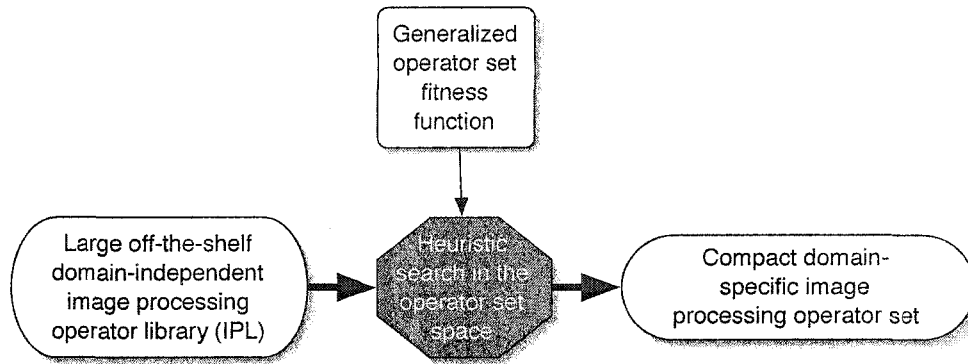 Generalized
operator set
fitness
function
Large off-the-shelf
domain-independent
image processing
operator library (IPL)
Heuristic
search in the
operator set
space
Compact domain-
specific image
processing operator set